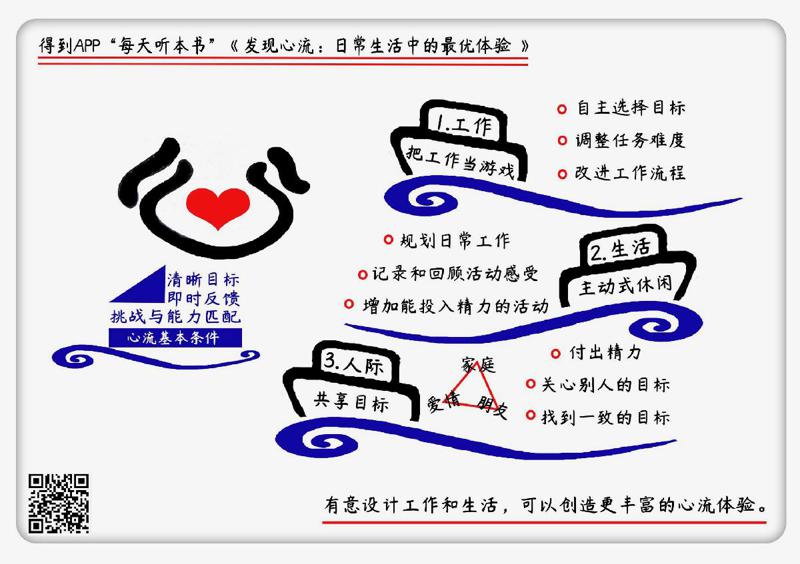 得到APP“每天听本书”《发现心流：日常生活中的最优体验》
清晰目标
即时反馈
挑战与能力匹配
心流基本条件
1.工作
把工作当游戏
自主选择目标
调整任务难度
改进工作流程
规划日常工作
记录和回顾活动感受
增加能投入精力的活动
2.生活
主动式休闲
3.人际
共享目标
家庭
爱情 朋友
付出精力
关心别人的目标
找到一致的目标
有意设计工作和生活，可以创造更丰富的心流体验。